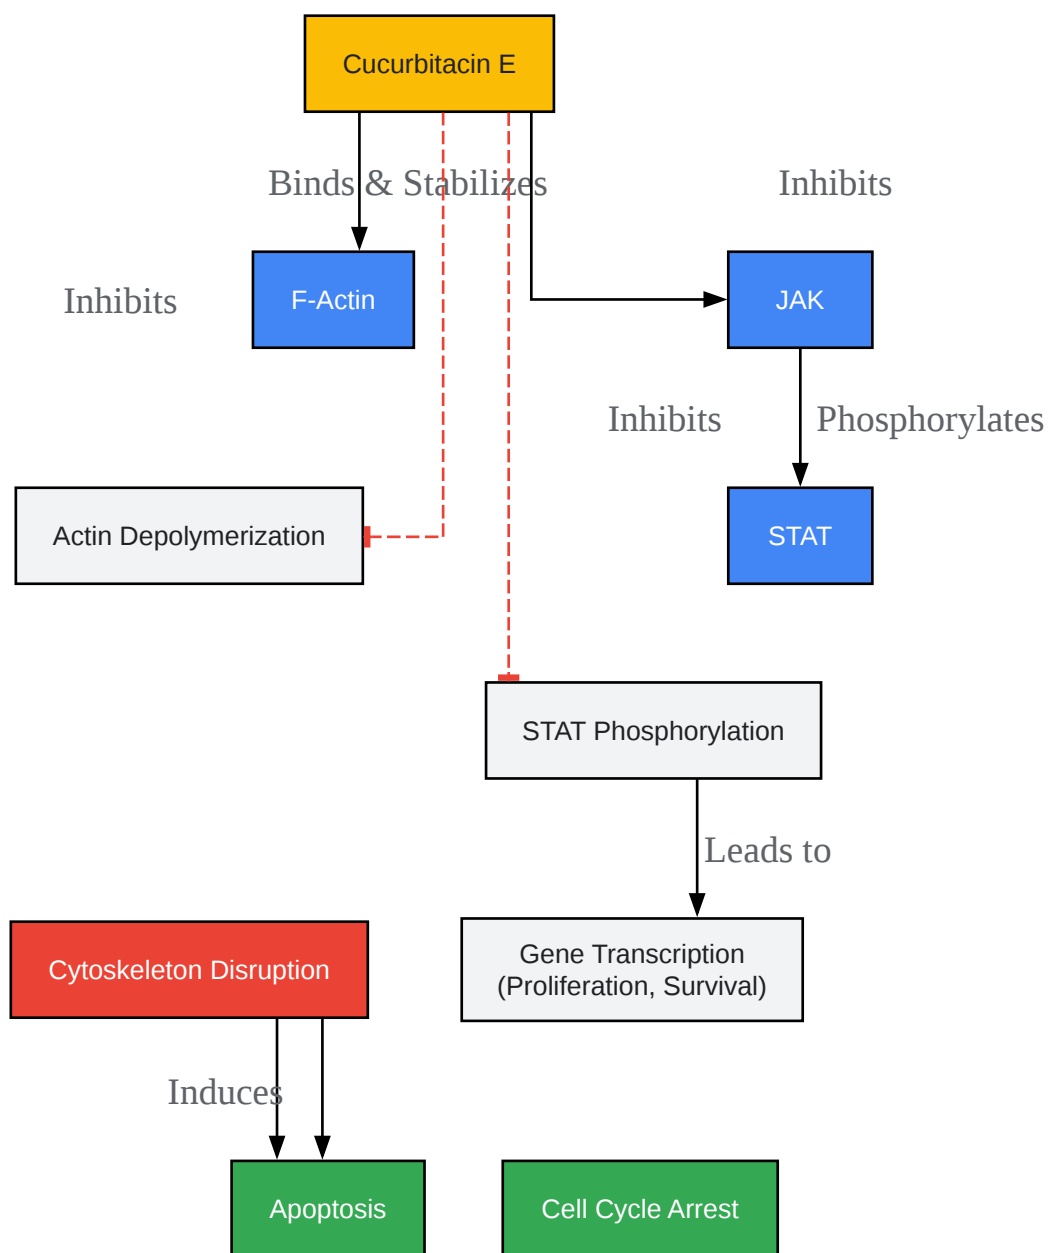 Cucurbitacin E
Binds & Stabilizes
Inhibits
Inhibits
F-Actin
JAK
Inhibits
Phosphorylates
Actin Depolymerization
STAT
STAT Phosphorylation
Leads to
Gene Transcription
(Proliferation, Survival)
Cytoskeleton Disruption
Induces
Apoptosis
Cell Cycle Arrest